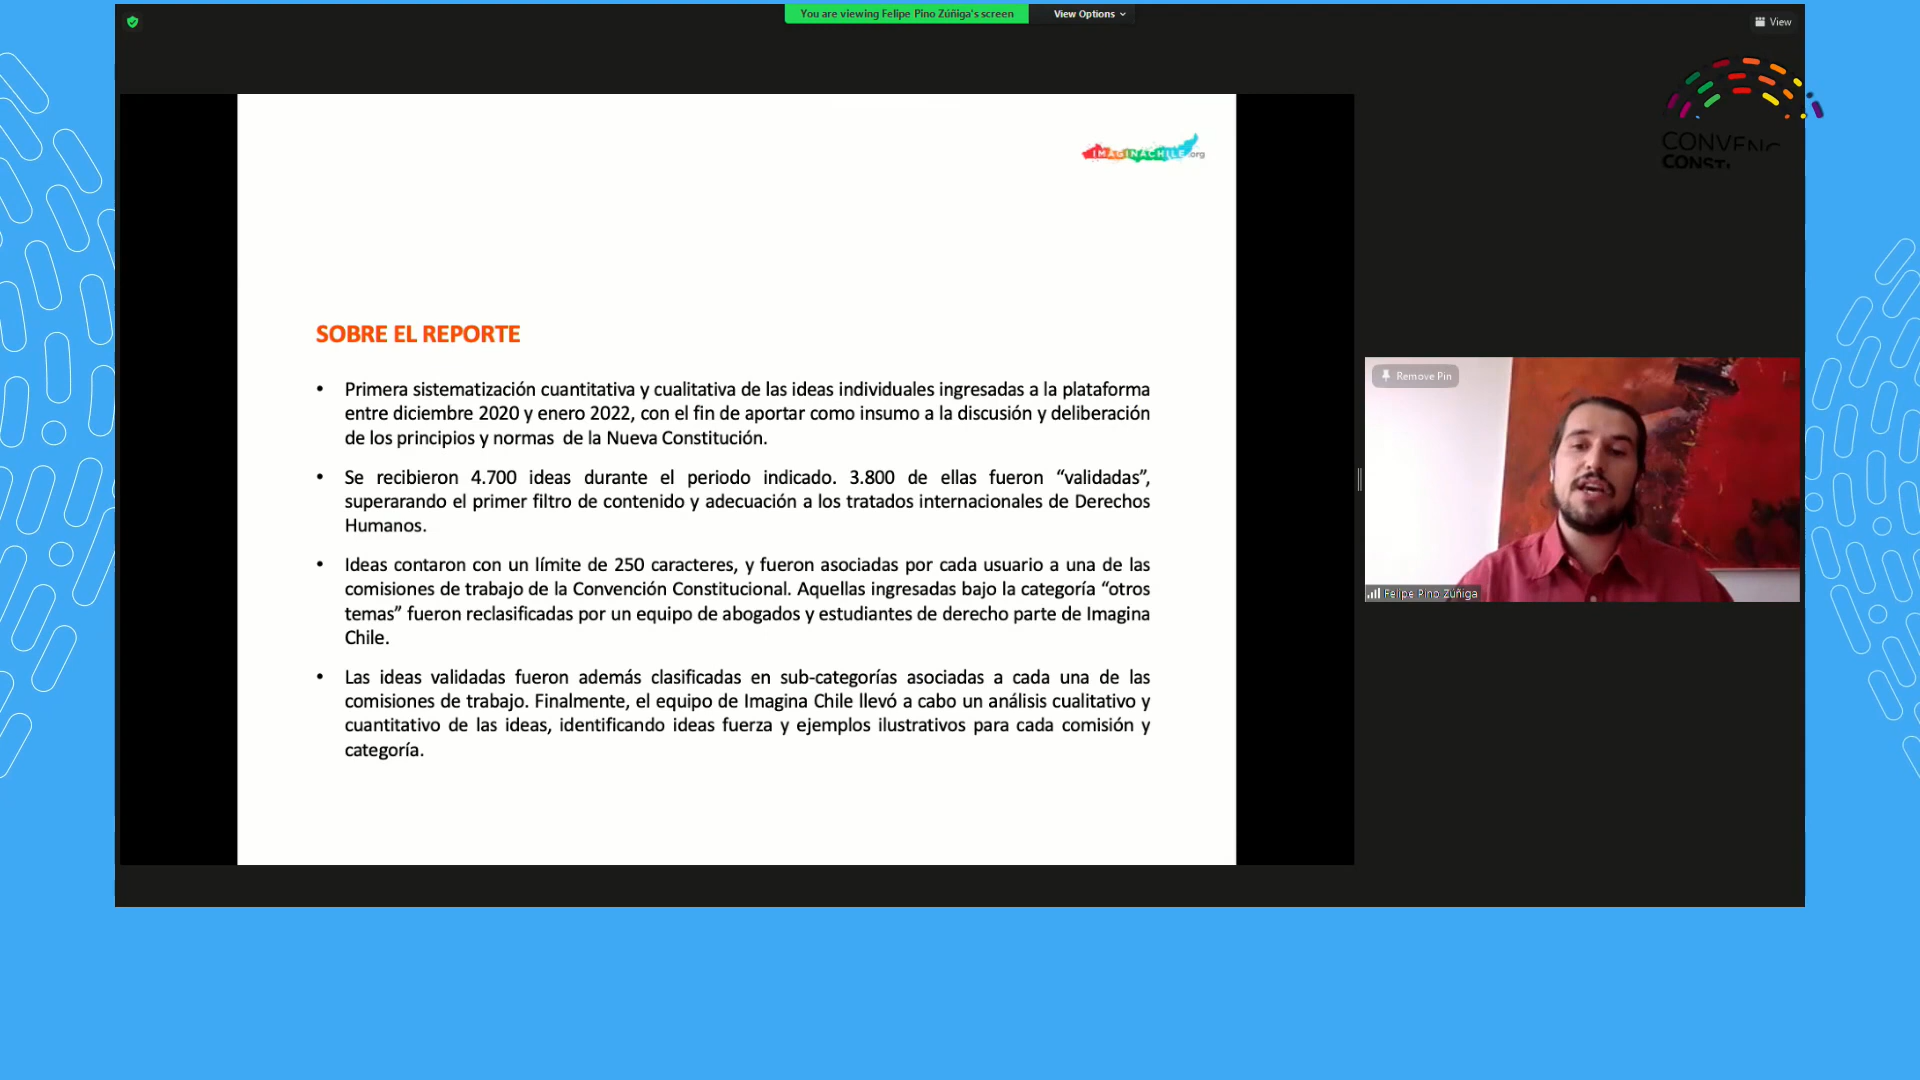 You are viewing Felipe Pino Zúñiga's screen
View Options
View
IMAGINACHILE.org
CONVENC
CONST
SOBRE EL REPORTE
• Primera sistematización cuantitativa y cualitativa de las ideas individuales ingresadas a la plataforma
entre diciembre 2020 y enero 2022, con el fin de aportar como insumo a la discusión y deliberación
de los principios y normas de la Nueva Constitución.
• Se recibieron 4.700 ideas durante el periodo indicado. 3.800 de ellas fueron “validadas”,
superarando el primer filtro de contenido y adecuación a los tratados internacionales de Derechos
Humanos.
• Ideas contaron con un límite de 250 caracteres, y fueron asociadas por cada usuario a una de las
comisiones de trabajo de la Convención Constitucional. Aquellas ingresadas bajo la categoría “otros
temas” fueron reclasificadas por un equipo de abogados y estudiantes de derecho parte de Imagina
Chile.
• Las ideas validadas fueron además clasificadas en sub-categorías asociadas a cada una de las
comisiones de trabajo. Finalmente, el equipo de Imagina Chile llevó a cabo un análisis cualitativo y
cuantitativo de las ideas, identificando ideas fuerza y ejemplos ilustrativos para cada comisión y
categoría.
Remove Pin
Felipe Pino Zúñiga